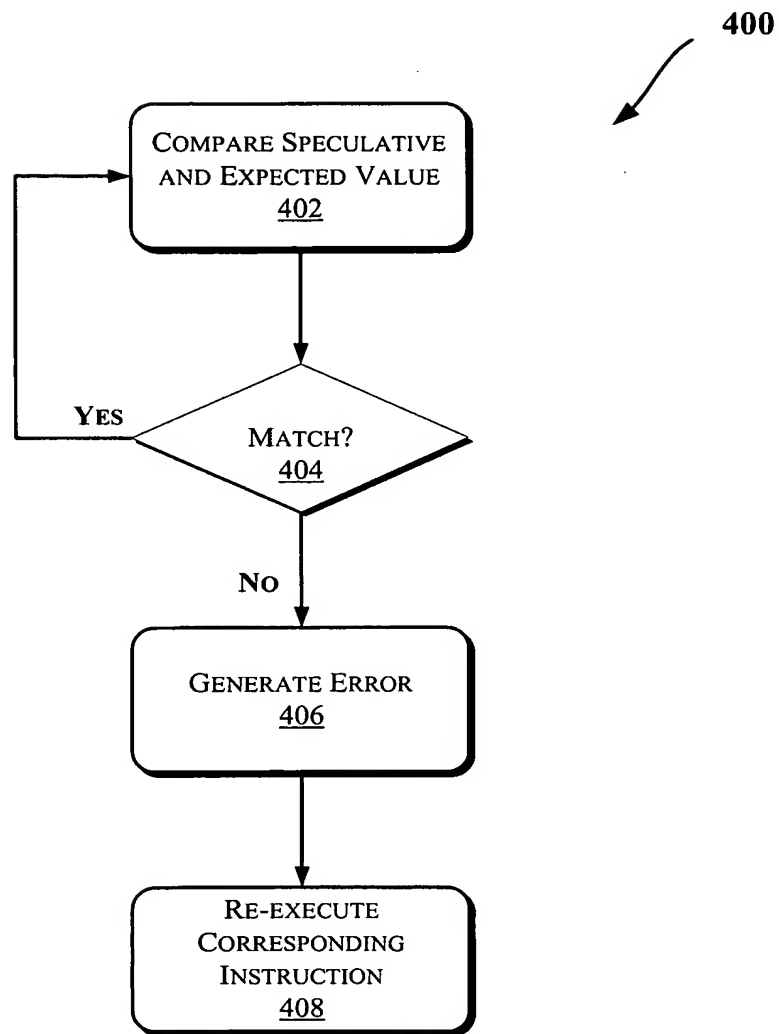 400
COMPARE SPECULATIVE
AND EXPECTED VALUE
402
YES
MATCH?
404
NO
GENERATE ERROR
406
RE-EXECUTE
CORRESPONDING
INSTRUCTION
408